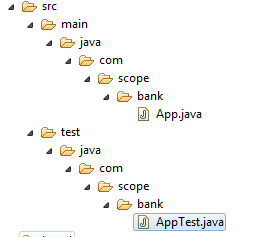 src
main
java
com
scope
bank
App.java
test
java
com
scope
bank
AppTest.java